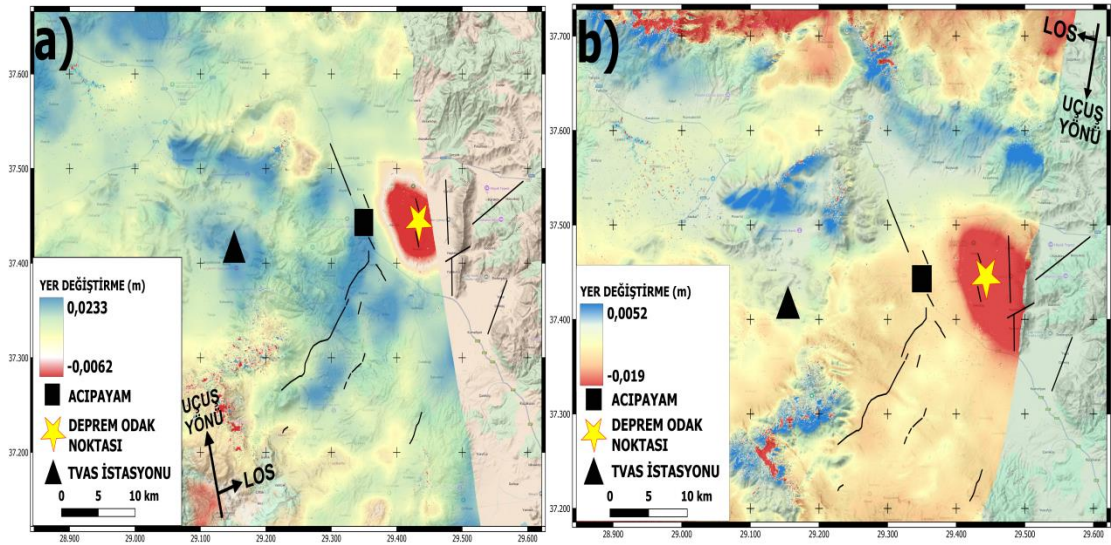 a)
37.600
37.500
37.400
37.300
37.200
YER DEĞİŞTİRME (m)
0,0233
-0,0062
ACIPAYAM
DEPREM ODAK
NOKTASI
TVAS İSTASYONU
0 5 10 km
UÇUŞ
YÖNÜ
LOS
28.900 29.000 29.100 29.200 29.300 29.400 29.500 29.600
b)
37.700
37.600
37.500
37.400
37.300
37.200
LOS
UÇUŞ
YÖNÜ
YER DEĞİŞTİRME (m)
0,0052
-0,019
ACIPAYAM
DEPREM ODAK
NOKTASI
TVAS İSTASYONU
0 5 10 km
28.900 29.000 29.100 29.200 29.300 29.400 29.500 29.600